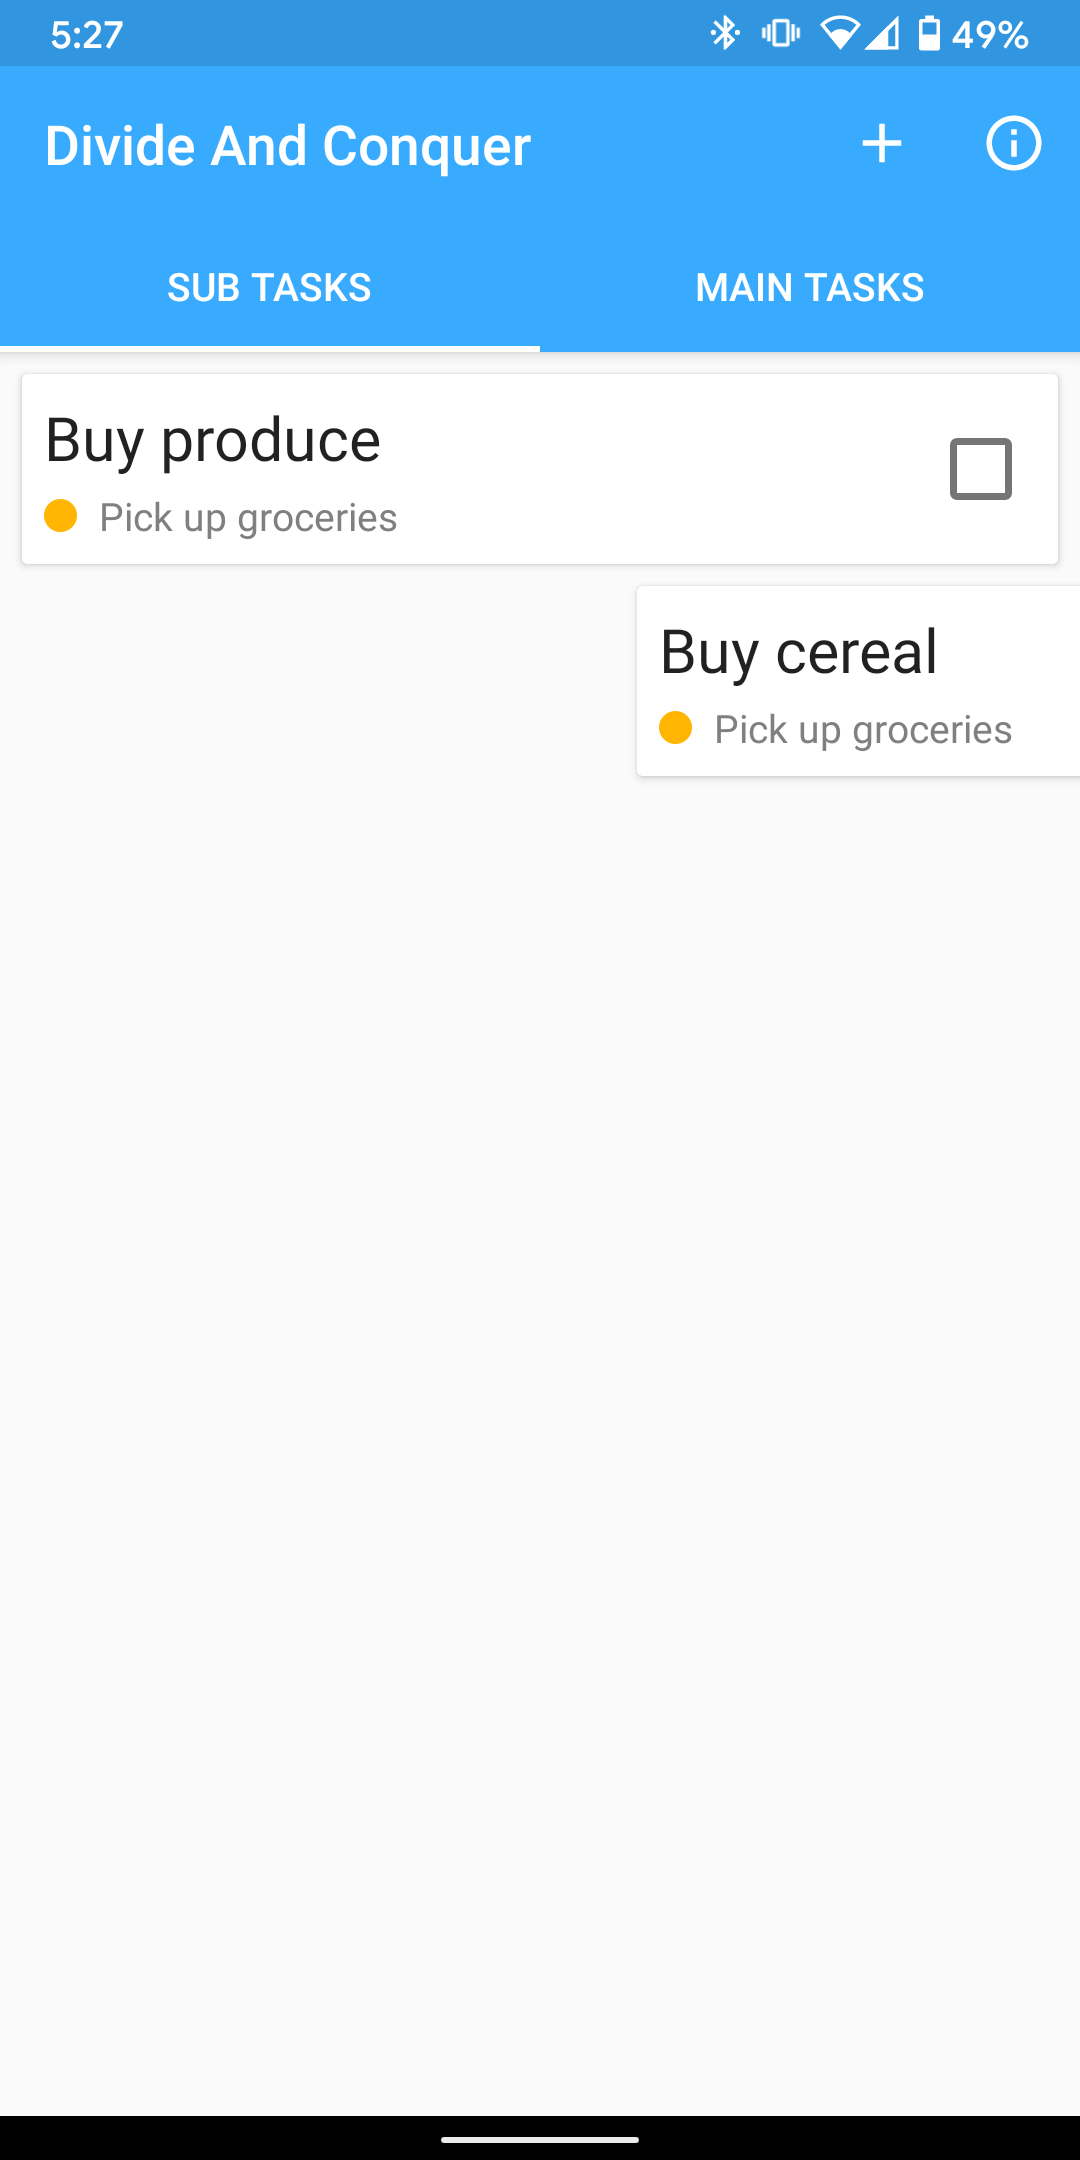 5:27
49%
Divide And Conquer
SUB TASKS
MAIN TASKS
Buy produce
Pick up groceries
Buy cereal
Pick up groceries